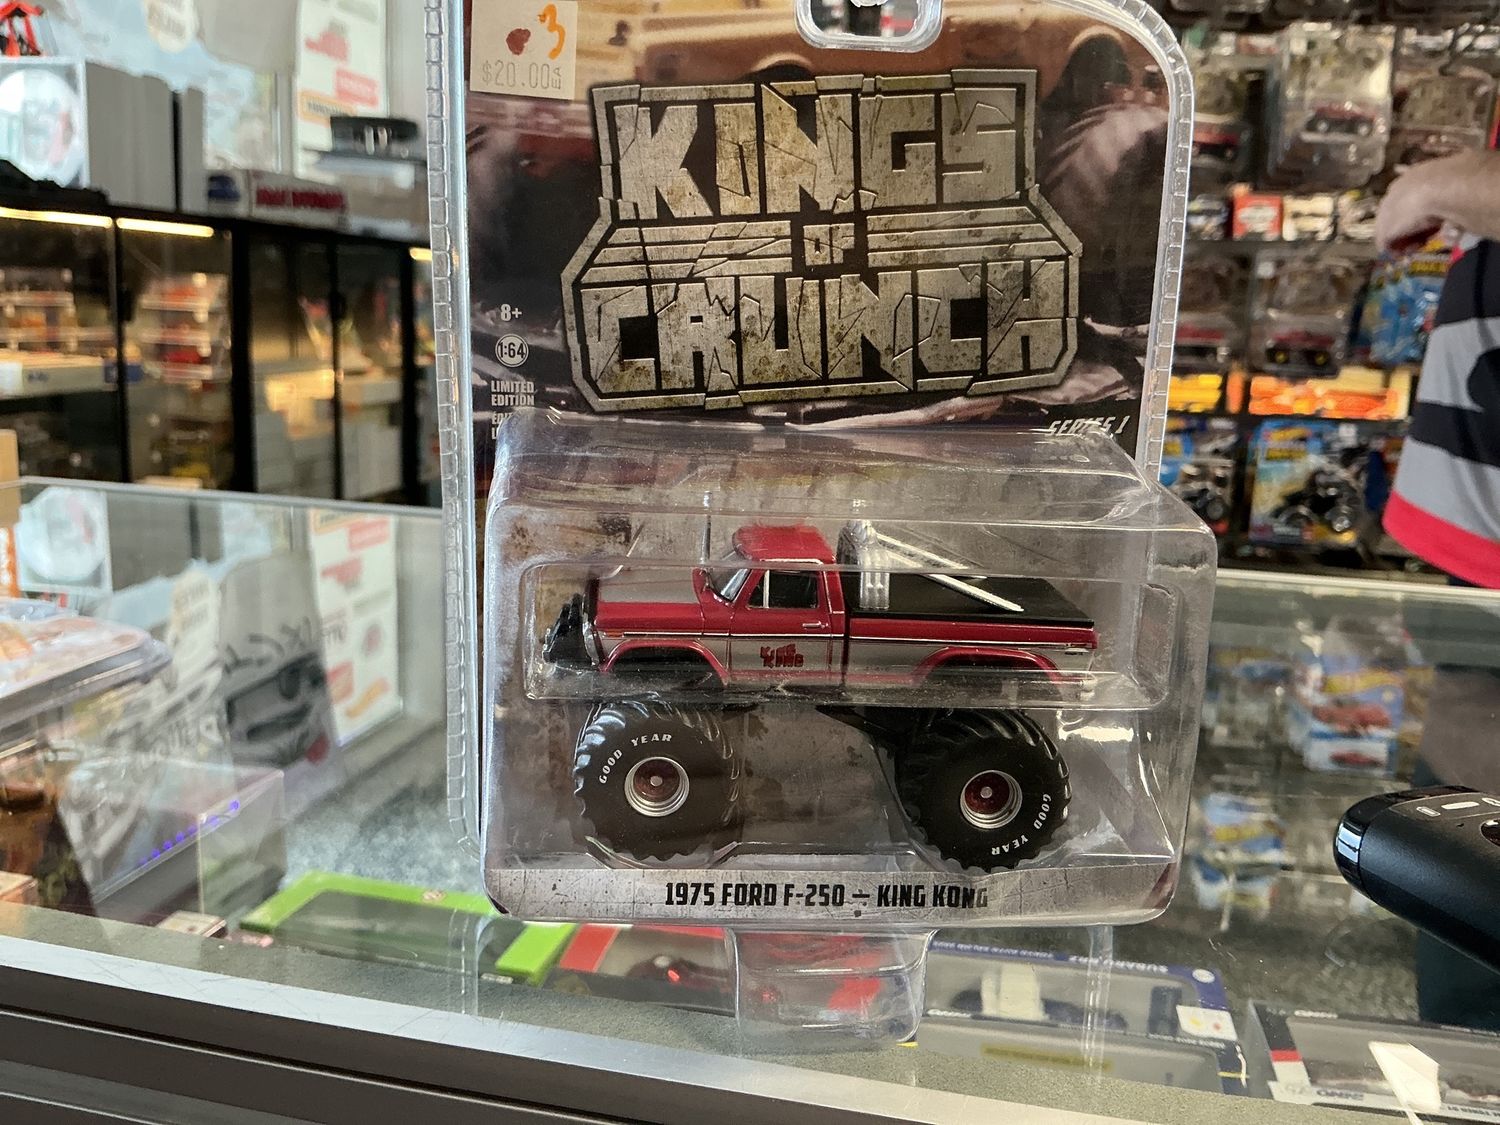 3
$20.00
KINGS
OF
CRUNCH
8+
1:64
LIMITED
EDITION
SERIES 1
KING
KONG
GOOD YEAR
GOOD YEAR
1975 FORD F-250 – KING KONG